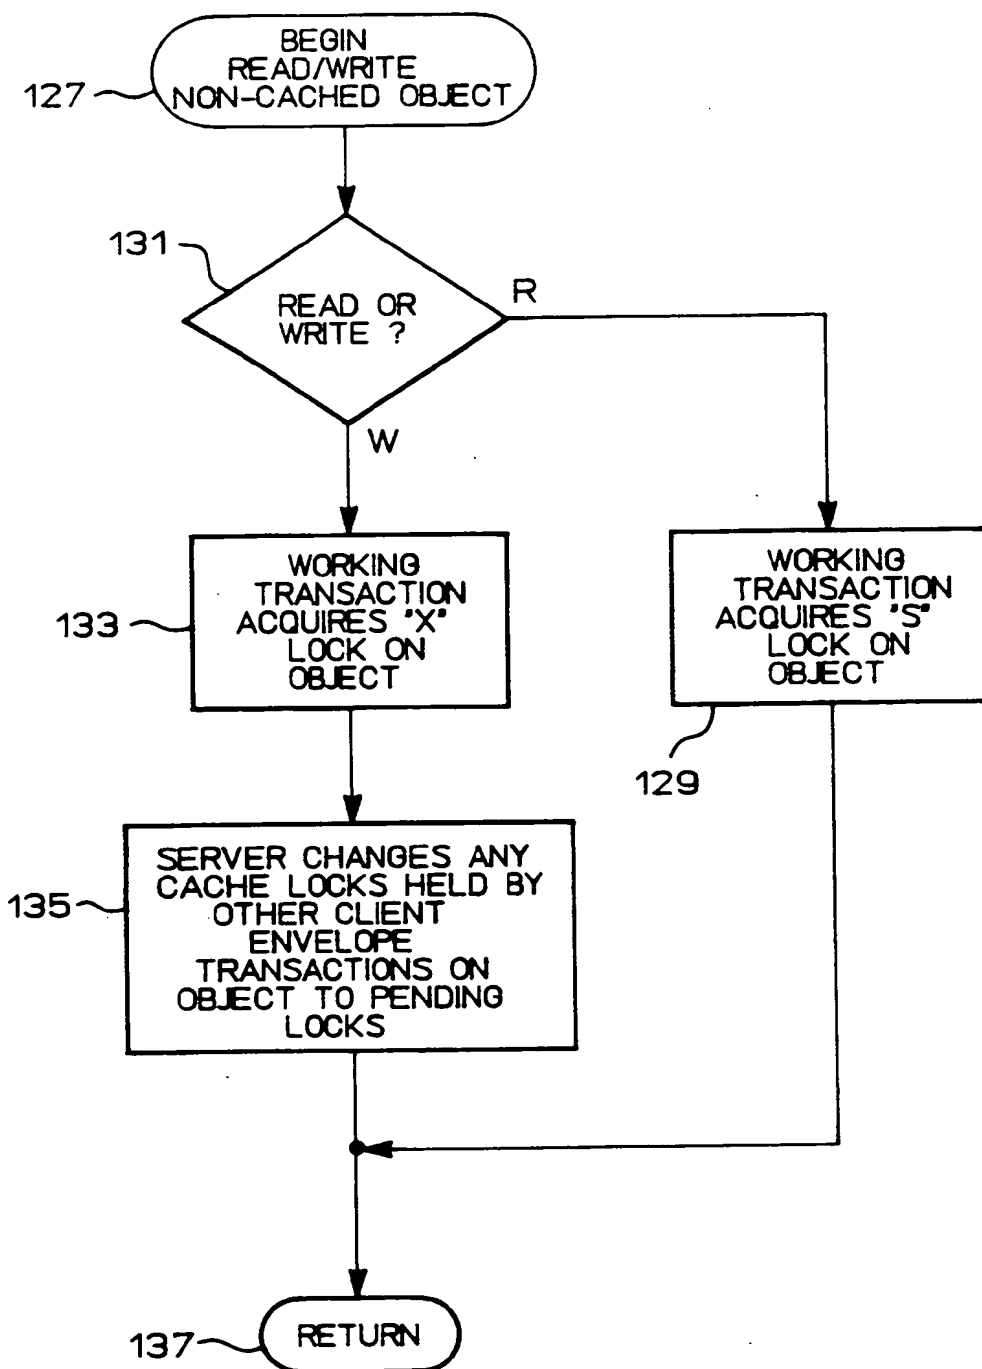 BEGIN
READ/WRITE
NON-CACHED OBJECT
127
131
READ OR
WRITE ?
R
W
WORKING
TRANSACTION
ACQUIRES "X"
LOCK ON
OBJECT
133
WORKING
TRANSACTION
ACQUIRES "S"
LOCK ON
OBJECT
129
SERVER CHANGES ANY
CACHE LOCKS HELD BY
OTHER CLIENT
ENVELOPE
TRANSACTIONS ON
OBJECT TO PENDING
LOCKS
135
RETURN
137